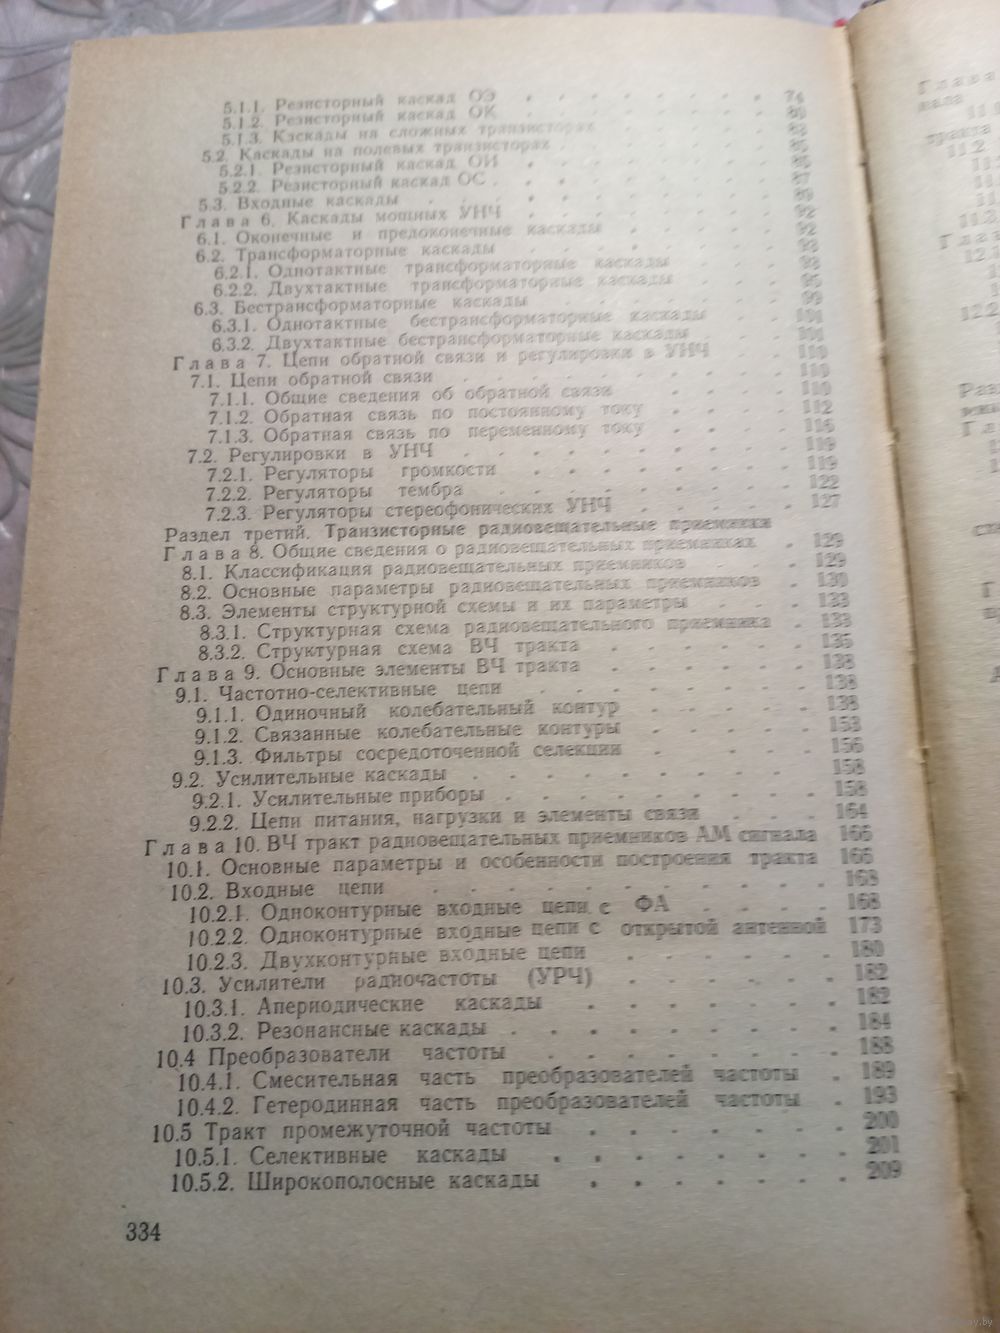 5.1.1. Резисторный каскад ОЭ . . . . . . . . 74
5.1.2. Резисторный каскад ОК . . . . . . . . 80
5.1.3. Каскады на сложных транзисторах . . . . . 83
5.2. Каскады на полевых транзисторах . . . . . . . 85
5.2.1. Резисторный каскад ОИ . . . . . . . . 85
5.2.2. Резисторный каскад ОС . . . . . . . . 87
5.3. Входные каскады . . . . . . . . . . 89
Глава 6. Каскады мощных УНЧ . . . . . . . . 92
6.1. Оконечные и предоконечные каскады . . . . . 92
6.2. Трансформаторные каскады . . . . . . . . 93
6.2.1. Однотактные трансформаторные каскады . . . 93
6.2.2. Двухтактные трансформаторные каскады . . . 95
6.3. Бестрансформаторные каскады . . . . . . 99
6.3.1. Однотактные бестрансформаторные каскады . . 101
6.3.2. Двухтактные бестрансформаторные каскады . . 101
Глава 7. Цепи обратной связи и регулировки в УНЧ . 110
7.1. Цепи обратной связи . . . . . . . . . 110
7.1.1. Общие сведения об обратной связи . . . . 110
7.1.2. Обратная связь по постоянному току . . . . 112
7.1.3. Обратная связь по переменному току . . . . 116
7.2. Регулировки в УНЧ . . . . . . . . . 119
7.2.1. Регуляторы громкости . . . . . . . 119
7.2.2. Регуляторы тембра . . . . . . . . 122
7.2.3. Регуляторы стереофонических УНЧ . . . . . 127
Раздел третий. Транзисторные радиовещательные приемники
Глава 8. Общие сведения о радиовещательных приемниках . 129
8.1. Классификация радиовещательных приемников . . . 129
8.2. Основные параметры радиовещательных приемников . 130
8.3. Элементы структурной схемы и их параметры . . . 133
8.3.1. Структурная схема радиовещательного приемника . 133
8.3.2. Структурная схема ВЧ тракта . . . . . 135
Глава 9. Основные элементы ВЧ тракта . . . . . 138
9.1. Частотно-селективные цепи . . . . . . . 138
9.1.1. Одиночный колебательный контур . . . . 138
9.1.2. Связанные колебательные контуры . . . . 153
9.1.3. Фильтры сосредоточенной селекции . . . . 156
9.2. Усилительные каскады . . . . . . . . 158
9.2.1. Усилительные приборы . . . . . . . . 158
9.2.2. Цепи питания, нагрузки и элементы связи . . . 164
Глава 10. ВЧ тракт радиовещательных приемников АМ сигнала 166
10.1. Основные параметры и особенности построения тракта 166
10.2. Входные цепи . . . . . . . . . . 168
10.2.1. Одноконтурные входные цепи с ФА . . . . 168
10.2.2. Одноконтурные входные цепи с открытой антенной 173
10.2.3. Двухконтурные входные цепи . . . . . 180
10.3. Усилители радиочастоты (УРЧ) . . . . . 182
10.3.1. Апериодические каскады . . . . . . 182
10.3.2. Резонансные каскады . . . . . . . . 184
10.4 Преобразователи частоты . . . . . . . 188
10.4.1. Смесительная часть преобразователей частоты . 189
10.4.2. Гетеродинная часть преобразователей частоты . 193
10.5 Тракт промежуточной частоты . . . . . . 200
10.5.1. Селективные каскады . . . . . . . . 201
10.5.2. Широкополосные каскады . . . . . . . 209
334